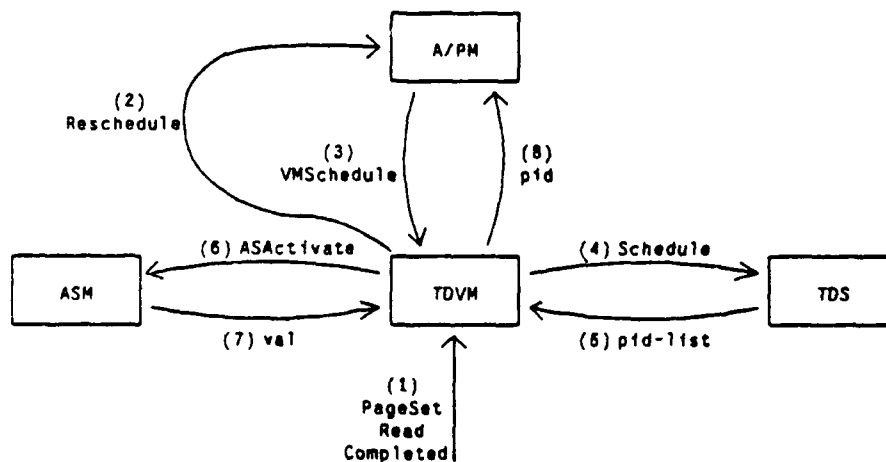 A/PM
(2)
Reschedule
(3)
VMSchedule
(8)
pid
(6) ASActivate
(4) Schedule
ASM
TDVM
TDS
(7) val
(5) pid-list
(1)
PageSet
Read
Completed